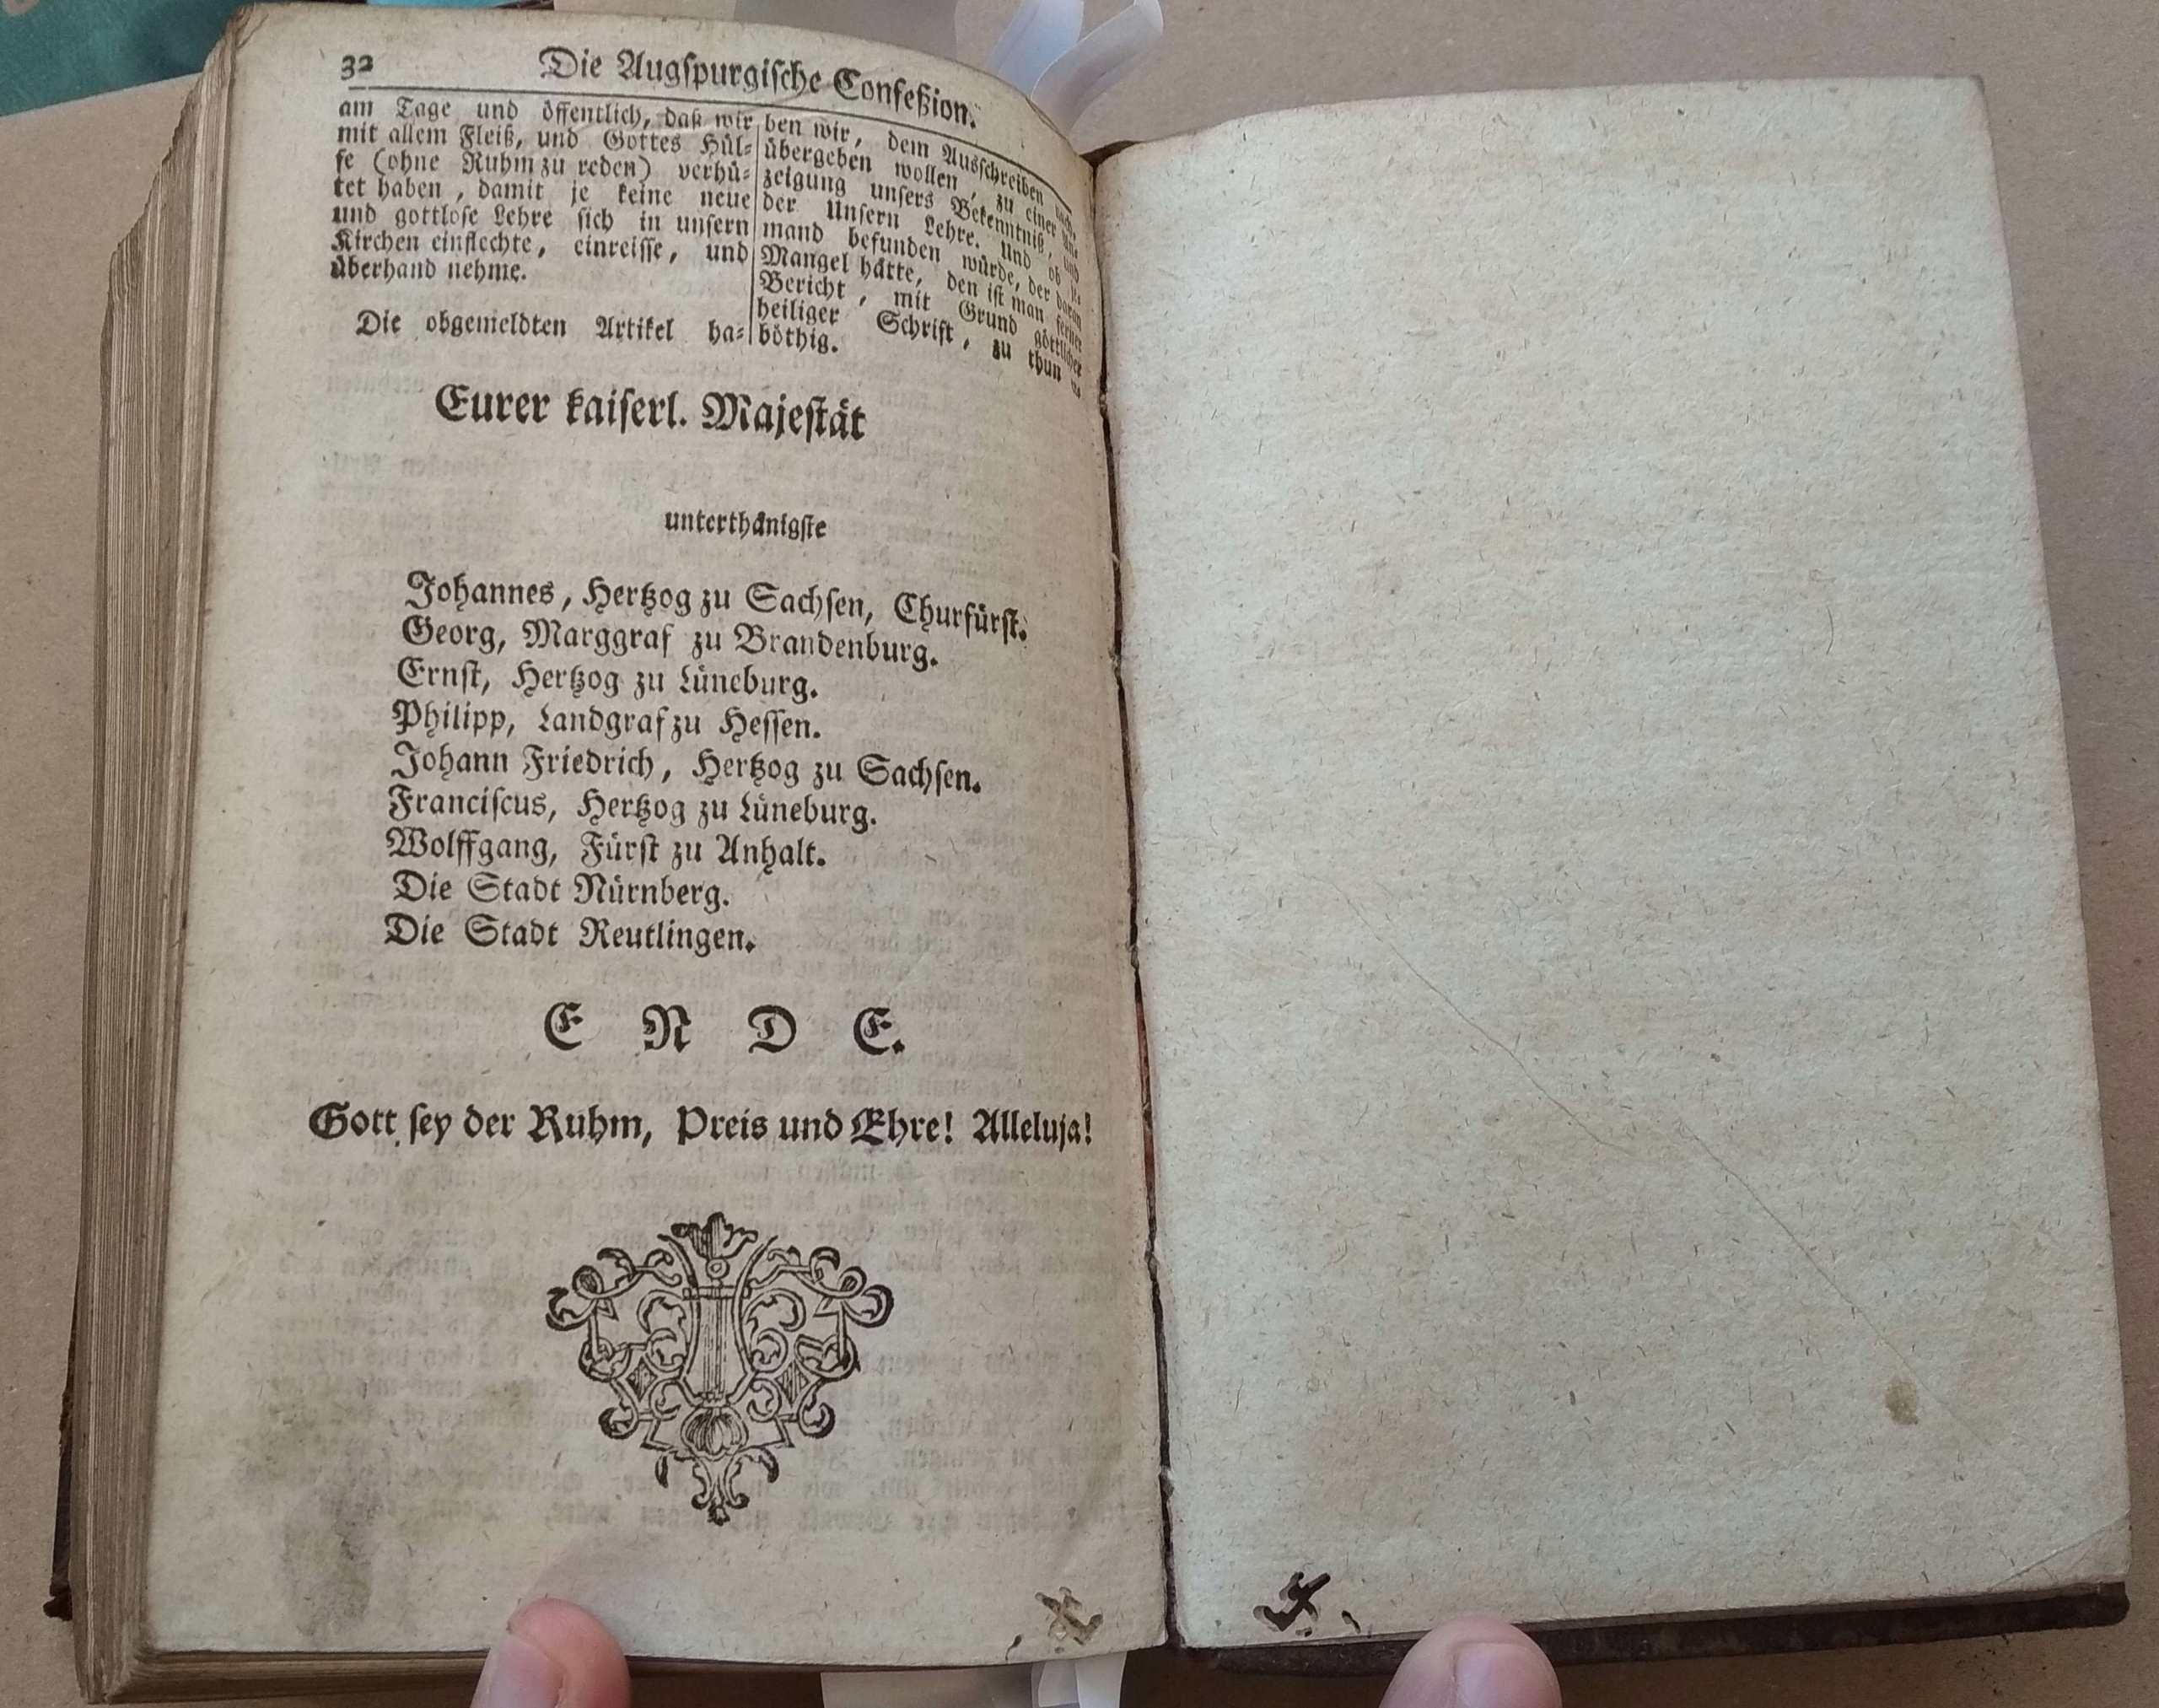 32
Die Augſpurgiſche Confeßion.
am Tage und öffentlich, daß wir
mit allem Fleiß, und Gottes Hül-
fe (ohne Ruhm zu reden) verhü-
tet haben, damit je keine neue
und gottloſe Lehre ſich in unſern
Kirchen einflechte, einreiſſe, und
überhand nehme.
Die obgemeldten Artikel ha-
ben wir, dem Ausſchreiben nach,
übergeben wollen, zu einer An-
zeigung unſers Bekenntniß, und
der Unſern Lehre. Und ob je-
mand befunden würde, der daran
Mangel hätte, den iſt man ferner
Bericht, mit Grund göttlicher
heiliger Schrift, zu thun
böthig.
Eurer kaiſerl. Majeſtät
unterthänigſte
Johannes, Hertzog zu Sachſen, Churfürſt.
Georg, Marggraf zu Brandenburg.
Ernſt, Hertzog zu Lüneburg.
Philipp, Landgraf zu Heſſen.
Johann Friedrich, Hertzog zu Sachſen.
Franciſcus, Hertzog zu Lüneburg.
Wolffgang, Fürſt zu Anhalt.
Die Stadt Nürnberg.
Die Stadt Reutlingen.
E N D E.
Gott ſey der Ruhm, Preis und Ehre! Alleluja!